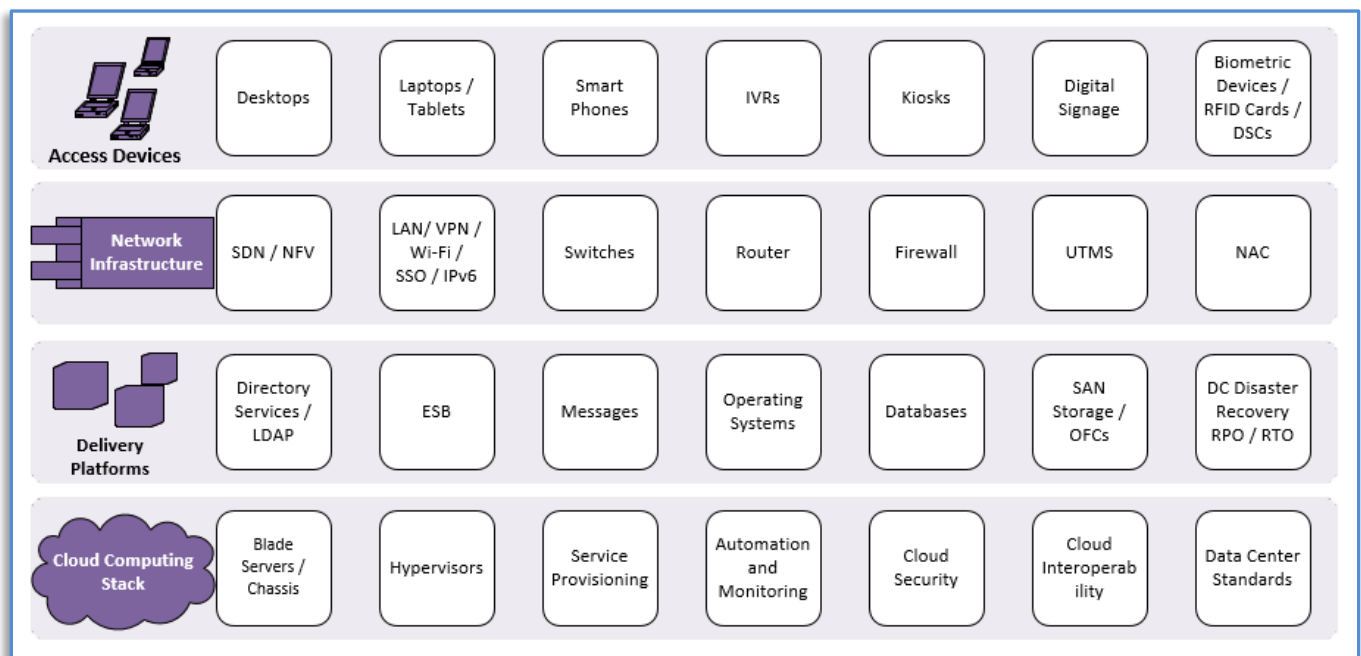 Access Devices
Desktops
Laptops /
Tablets
Smart
Phones
IVRs
Kiosks
Digital
Signage
Biometric
Devices /
RFID Cards /
DSCs
Network
Infrastructure
SDN / NFV
LAN/ VPN /
Wi-Fi /
SSO / IPv6
Switches
Router
Firewall
UTMS
NAC
Delivery
Platforms
Directory
Services /
LDAP
ESB
Messages
Operating
Systems
Databases
SAN
Storage /
OFCs
DC Disaster
Recovery
RPO / RTO
Cloud Computing
Stack
Blade
Servers /
Chassis
Hypervisors
Service
Provisioning
Automation
and
Monitoring
Cloud
Security
Cloud
Interoperab
ility
Data Center
Standards